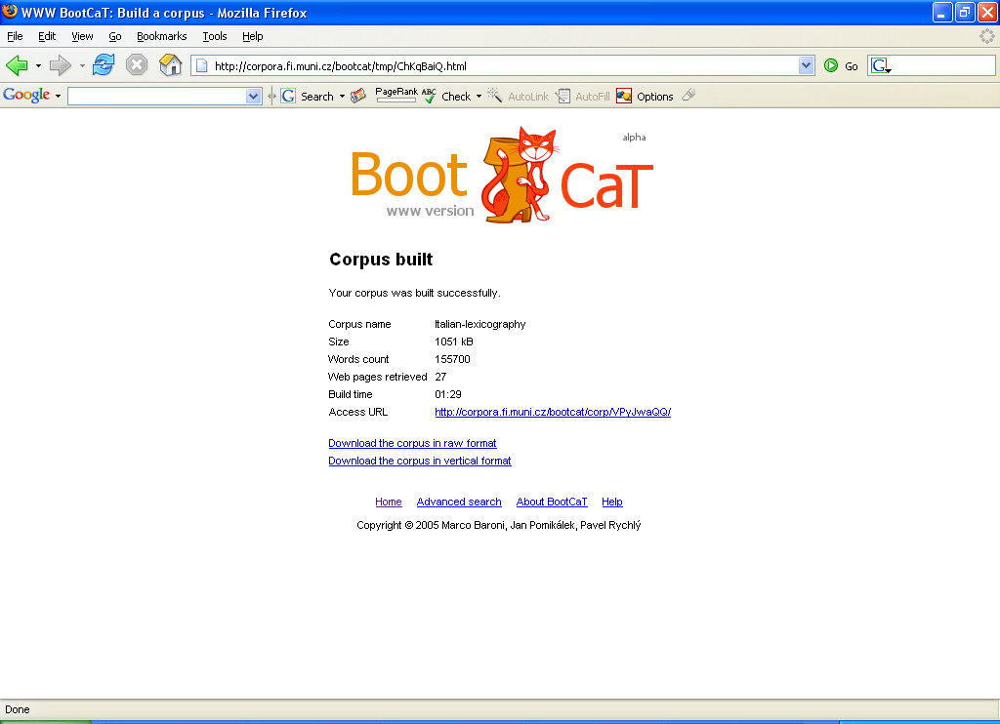 WWW BootCaT: Build a corpus - Mozilla Firefox
File Edit View Go Bookmarks Tools Help
http://corpora.fi.muni.cz/bootcat/tmp/ChKqBaiQ.html Go G
Google G Search PageRank ABC Check AutoLink AutoFill Options
alpha
Boot CaT
www version
Corpus built
Your corpus was built successfully.
Corpus name Italian-lexicography
Size 1051 kB
Words count 155700
Web pages retrieved 27
Build time 01:29
Access URL http://corpora.fi.muni.cz/bootcat/corp/VPyJwaQQ/
Download the corpus in raw format
Download the corpus in vertical format
Home Advanced search About BootCaT Help
Copyright © 2005 Marco Baroni, Jan Pomikálek, Pavel Rychlý
Done